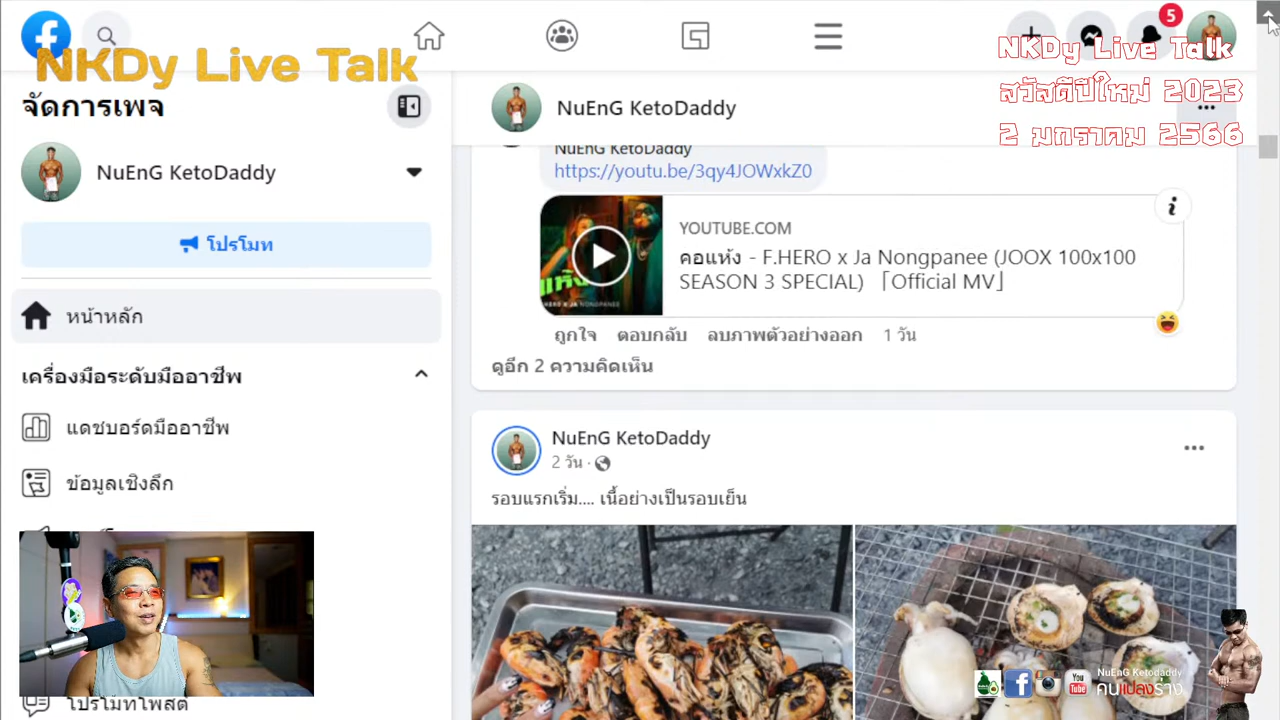 5
NKDy Live Talk
NKDy Live Talk
สวัสดีปีใหม่ 2023
2 มกราคม 2566
จัดการเพจ
NuEnG KetoDaddy
โปรโมท
หน้าหลัก
เครื่องมือระดับมืออาชีพ
แดชบอร์ดมืออาชีพ
ข้อมูลเชิงลึก
โปรโมทโพสต์
NuEnG KetoDaddy
NuEnG KetoDaddy
https://youtu.be/3qy4JOWxkZ0
YOUTUBE.COM
คอแห้ง - F.HERO x Ja Nongpanee (JOOX 100x100
SEASON 3 SPECIAL) 「Official MV」
ถูกใจ ตอบกลับ ลบภาพตัวอย่างออก 1 วัน
ดูอีก 2 ความคิดเห็น
NuEnG KetoDaddy
2 วัน ·
รอบแรกเริ่ม.... เนื้อย่างเป็นรอบเย็น
NuEnG Ketodaddy
คนแปลงร่าง